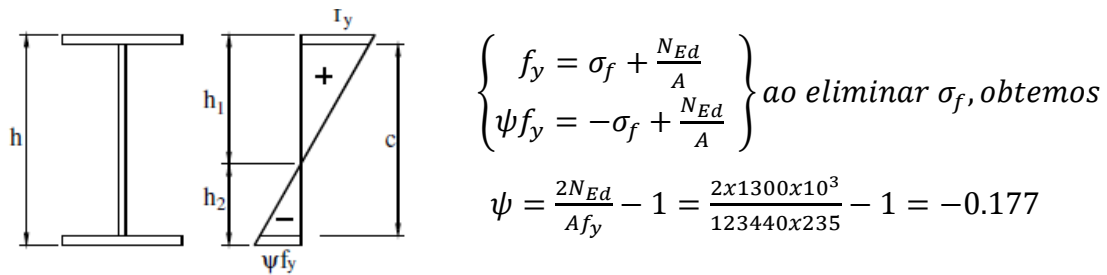 f_y
+
h_1
h
c
h_2
−
ψf_y
{ f_y = σ_f + N_Ed/A
ψf_y = −σ_f + N_Ed/A } ao eliminar σ_f, obtemos
ψ = 2N_Ed/Af_y − 1 = 2x1300x10^3/123440x235 − 1 = −0.177